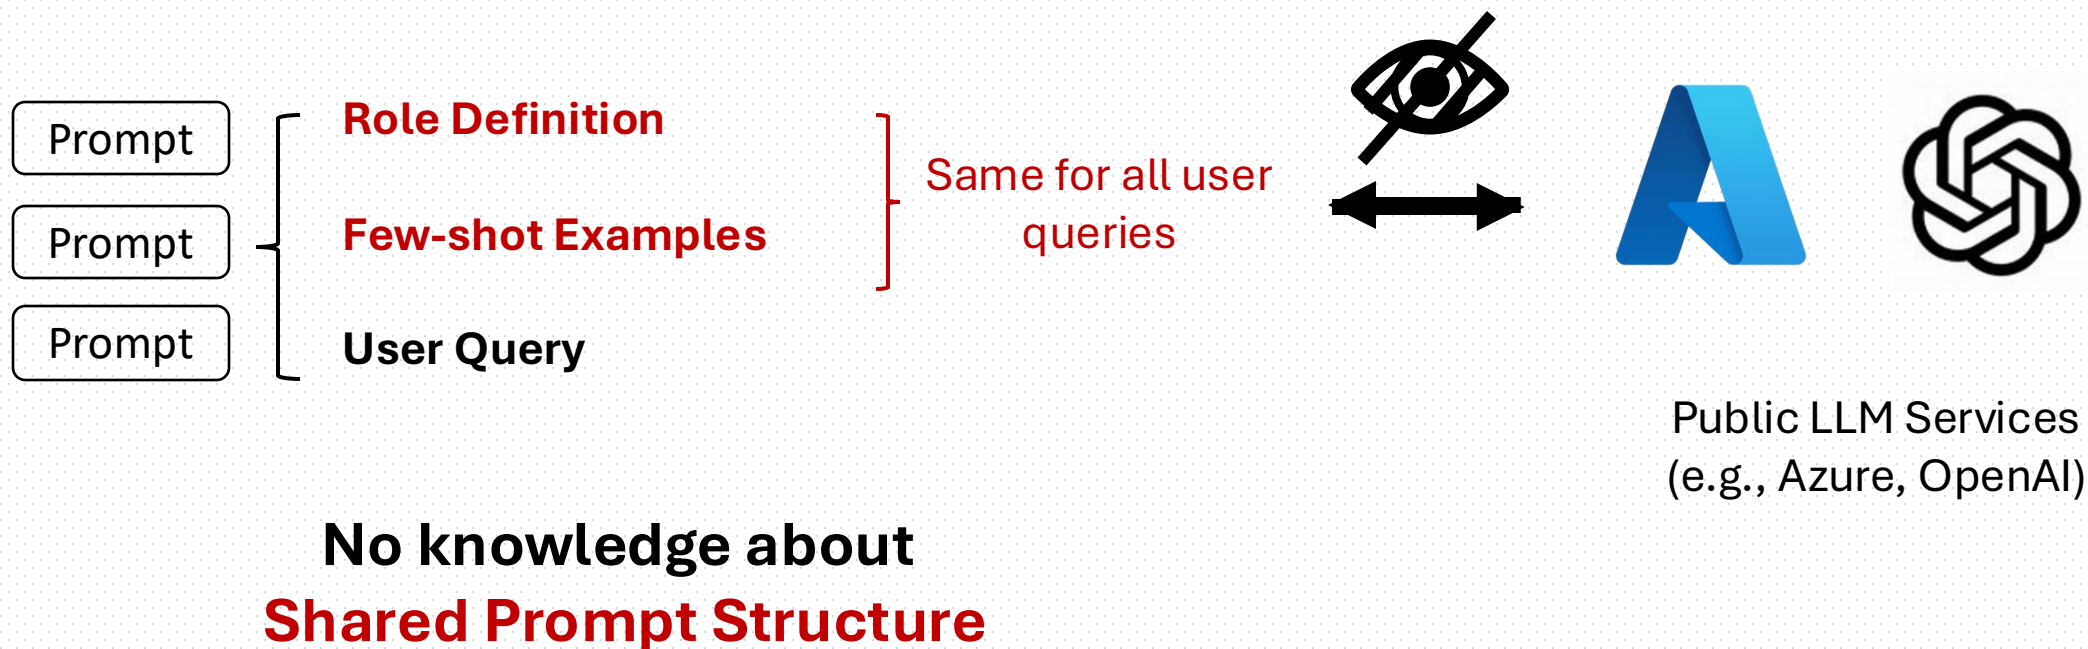 Prompt
Prompt
Prompt
Role Definition
Few-shot Examples
User Query
Same for all user
queries
Public LLM Services
(e.g., Azure, OpenAI)
No knowledge about
Shared Prompt Structure